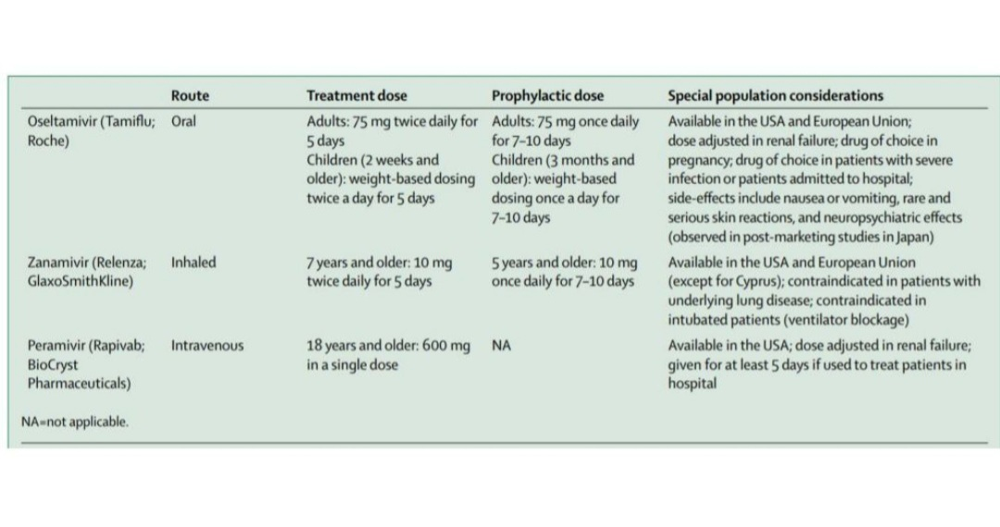 Route Treatment dose Prophylactic dose Special population considerations
Oseltamivir (Tamiflu; Roche)
Oral
Adults: 75 mg twice daily for
5 days
Children (2 weeks and
older): weight-based dosing
twice a day for 5 days
Adults: 75 mg once daily
for 7–10 days
Children (3 months and
older): weight-based
dosing once a day for
7–10 days
Available in the USA and European Union;
dose adjusted in renal failure; drug of choice in
pregnancy; drug of choice in patients with severe
infection or patients admitted to hospital;
side-effects include nausea or vomiting, rare and
serious skin reactions, and neuropsychiatric effects
(observed in post-marketing studies in Japan)
Zanamivir (Relenza;
GlaxoSmithKline)
Inhaled
7 years and older: 10 mg
twice daily for 5 days
5 years and older: 10 mg
once daily for 7–10 days
Available in the USA and European Union
(except for Cyprus); contraindicated in patients with
underlying lung disease; contraindicated in
intubated patients (ventilator blockage)
Peramivir (Rapivab;
BioCryst
Pharmaceuticals)
Intravenous
18 years and older: 600 mg
in a single dose
NA
Available in the USA; dose adjusted in renal failure;
given for at least 5 days if used to treat patients in
hospital
NA=not applicable.